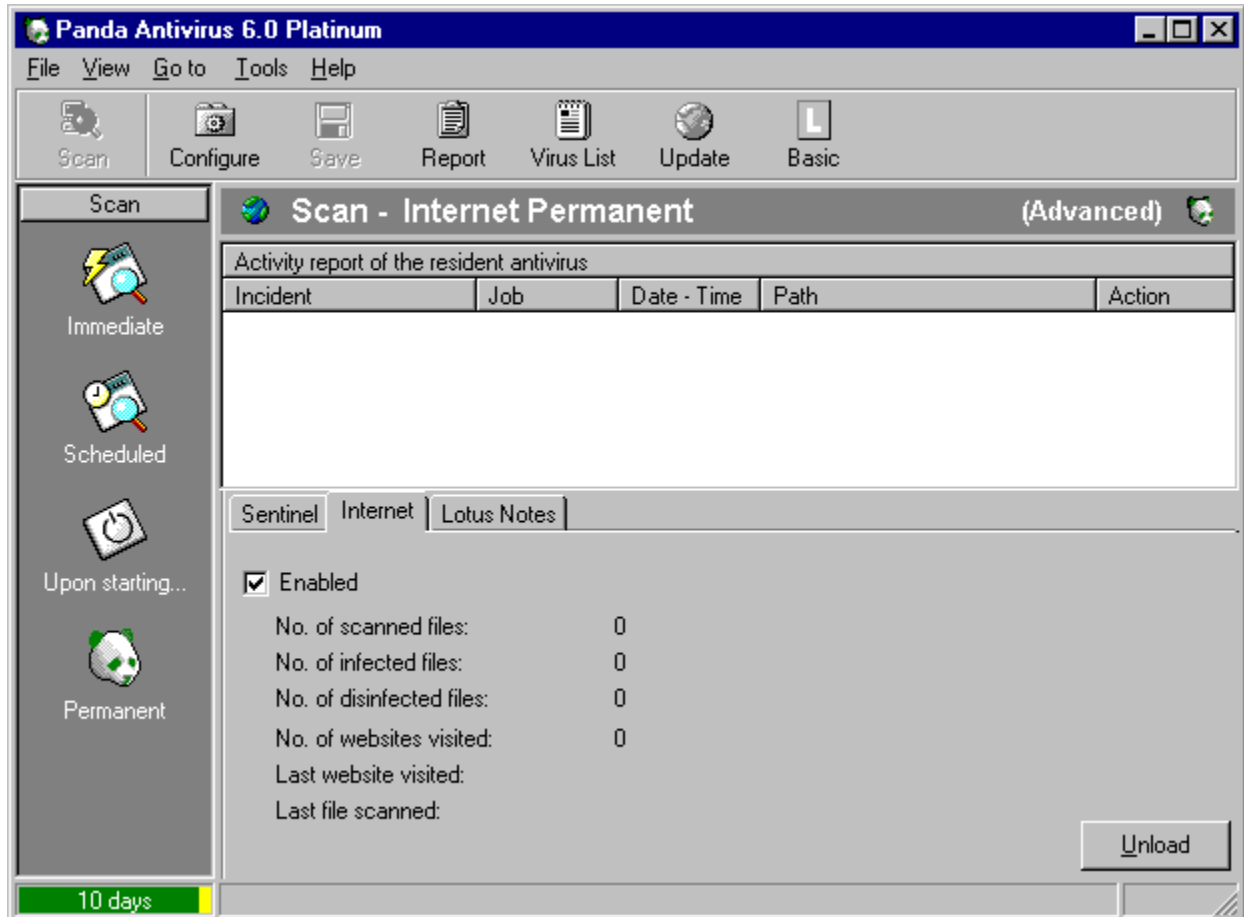 Panda Antivirus 6.0 Platinum
File View Go to Tools Help
Scan Configure Save Report Virus List Update L Basic
Scan
Immediate
Scheduled
Upon starting...
Permanent
Scan - Internet Permanent (Advanced)
Activity report of the resident antivirus
Incident Job Date - Time Path Action
Sentinel Internet Lotus Notes
Enabled
No. of scanned files: 0
No. of infected files: 0
No. of disinfected files: 0
No. of websites visited: 0
Last website visited:
Last file scanned:
Unload
10 days